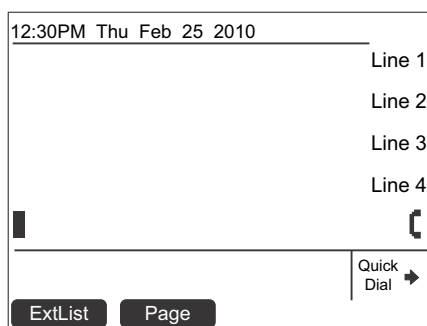 12:30PM Thu Feb 25 2010
Line 1
Line 2
Line 3
Line 4
Quick
Dial
ExtList Page